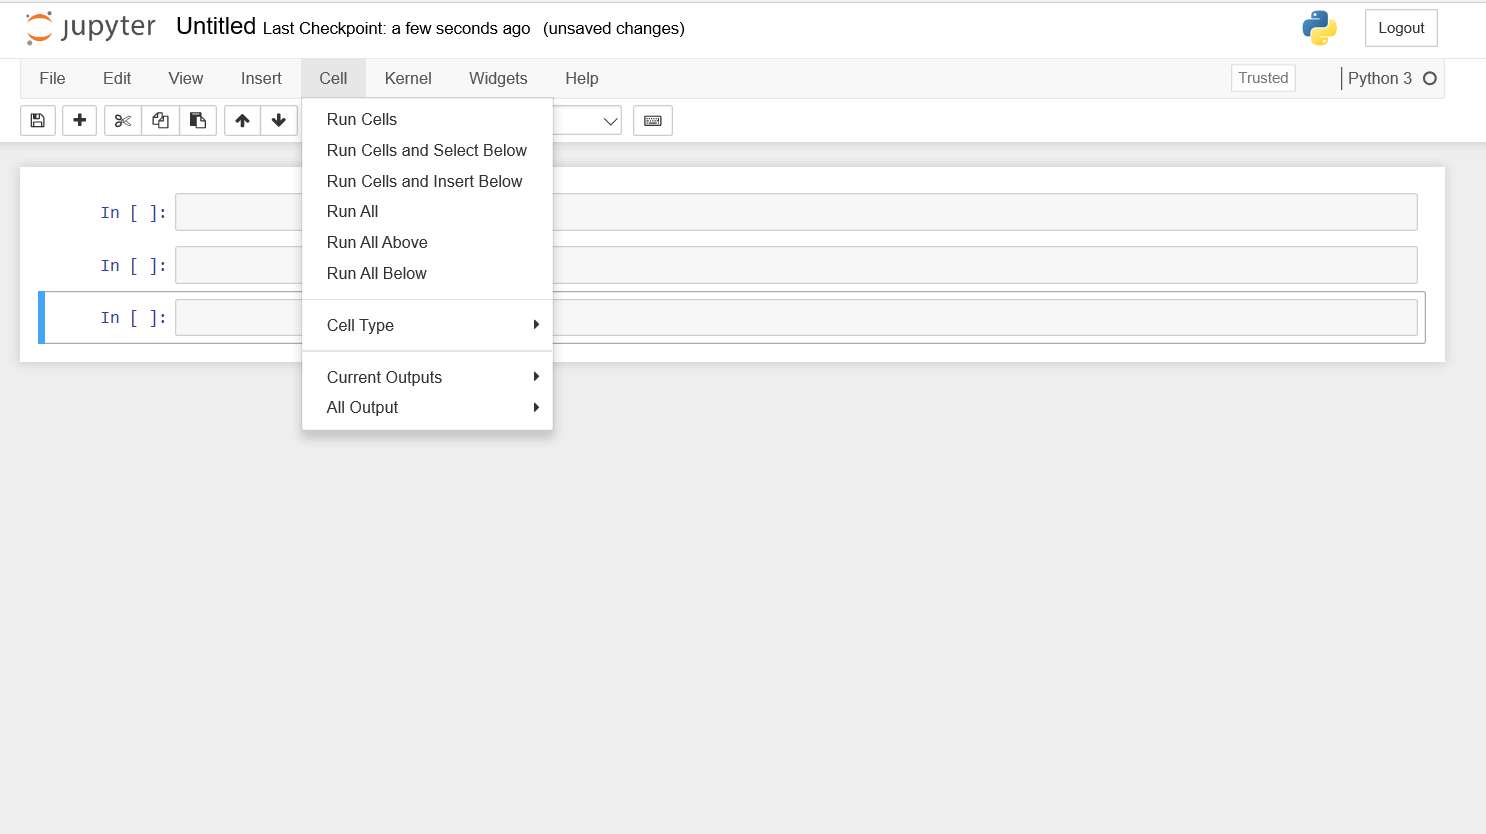 jupyter Untitled Last Checkpoint: a few seconds ago (unsaved changes) Logout
File Edit View Insert Cell Kernel Widgets Help Trusted Python 3
Run Cells
Run Cells and Select Below
Run Cells and Insert Below
Run All
Run All Above
Run All Below
Cell Type
Current Outputs
All Output
In [ ]:
In [ ]:
In [ ]: